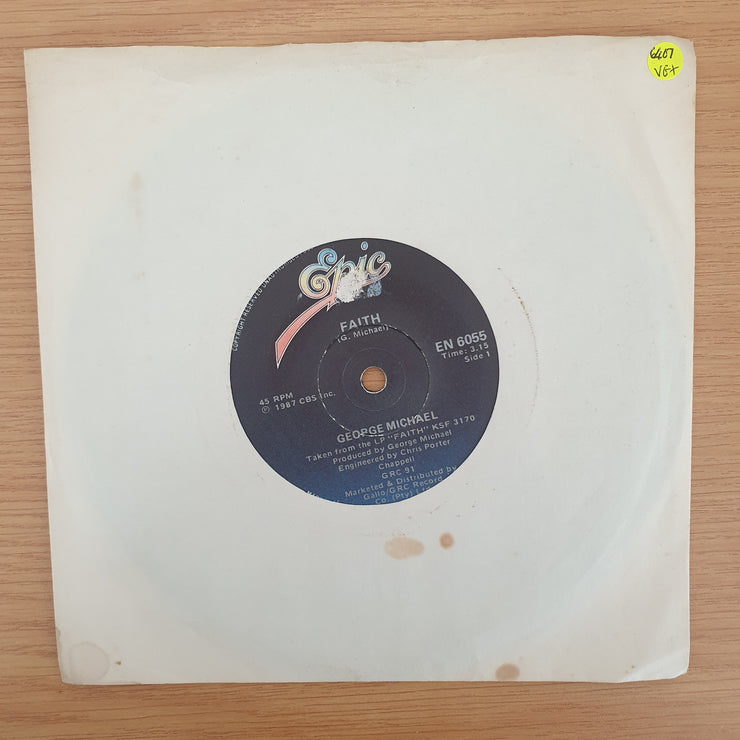 6407
VG+
COPYRIGHT RESERVED
Epic
FAITH
(G. Michael)
EN 6055
Time: 3.15
Side 1
45 RPM
℗ 1987 CBS Inc.
GEORGE MICHAEL
Taken from the LP "FAITH" KSF 3170
Produced by George Michael
Engineered by Chris Porter
Chappell
GRC 91
Marketed & Distributed by
Gallo/GRC Record
Co. (Pty)